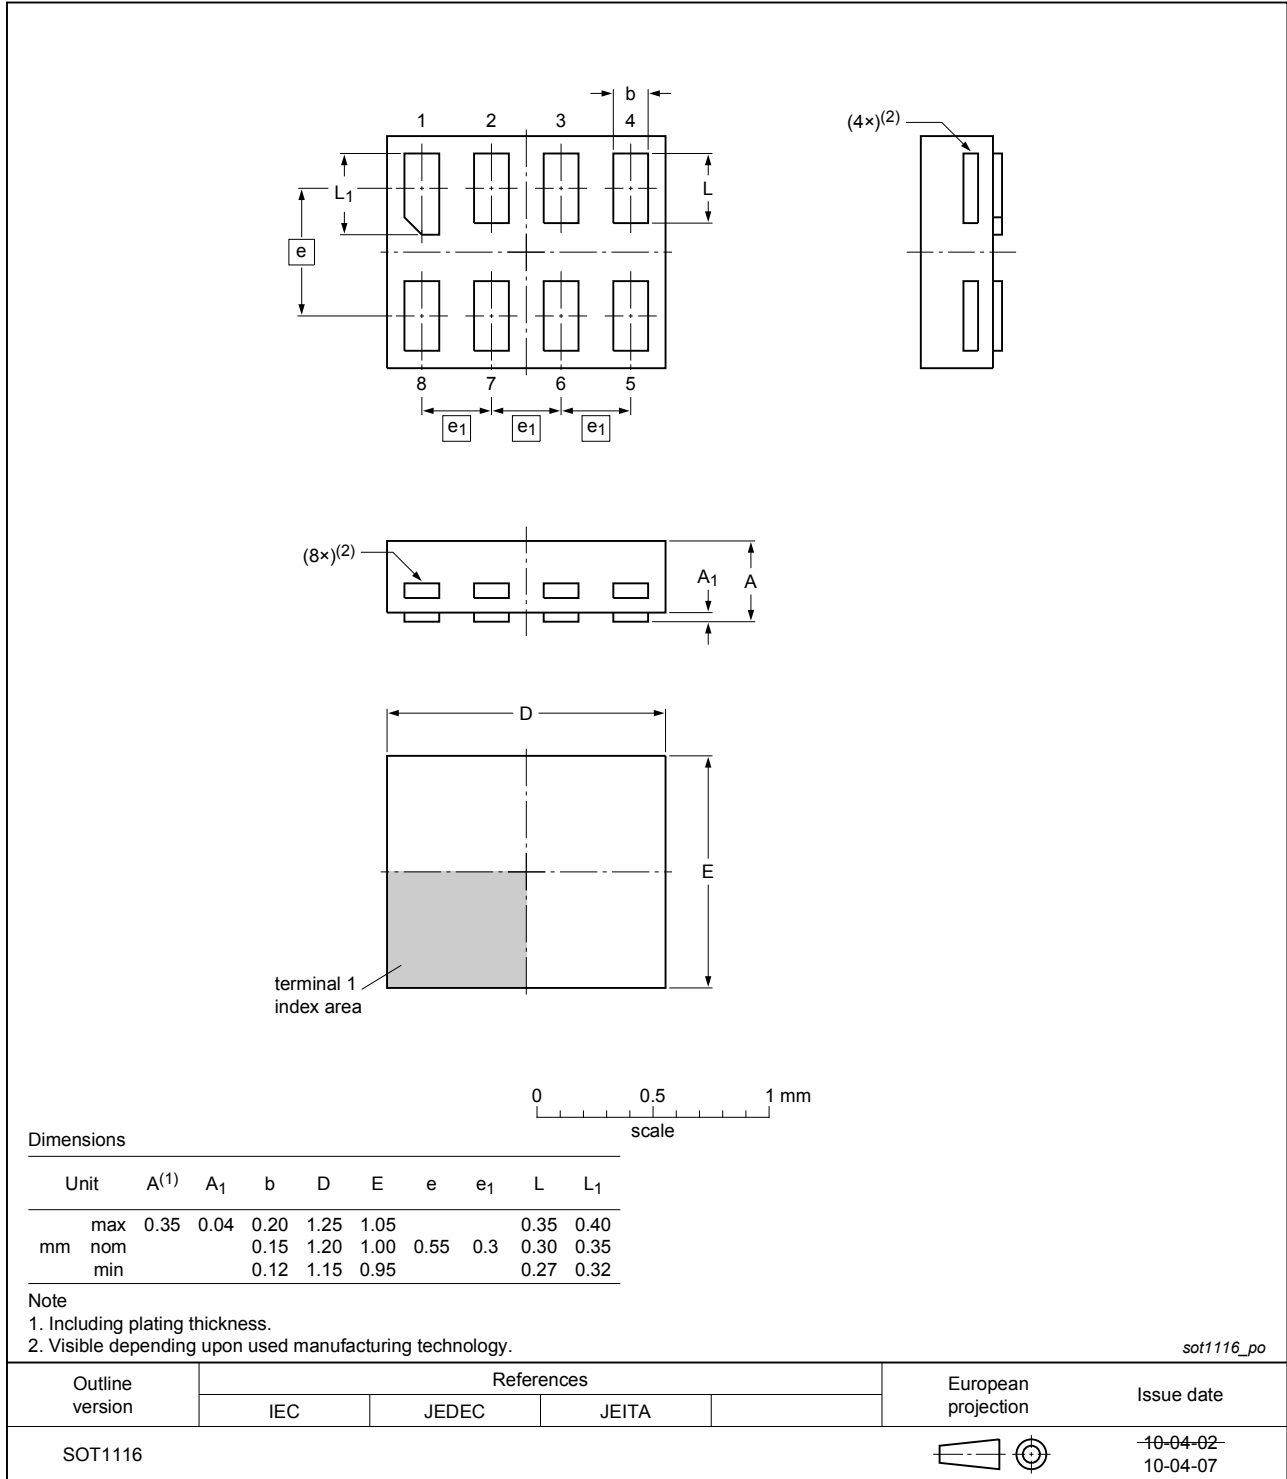 b
1 2 3 4
(4×)(2)
L1
L
e
8 7 6 5
e1 e1 e1
(8×)(2)
A1
A
D
E
terminal 1
index area
0 0.5 1 mm
scale
Dimensions
Unit A(1) A1 b D E e e1 L L1
max 0.35 0.04 0.20 1.25 1.05 0.35 0.40
mm nom 0.15 1.20 1.00 0.55 0.3 0.30 0.35
min 0.12 1.15 0.95 0.27 0.32
Note
1. Including plating thickness.
2. Visible depending upon used manufacturing technology.
sot1116_po
Outline
version
References
IEC JEDEC JEITA
European
projection
Issue date
SOT1116
10-04-02
10-04-07